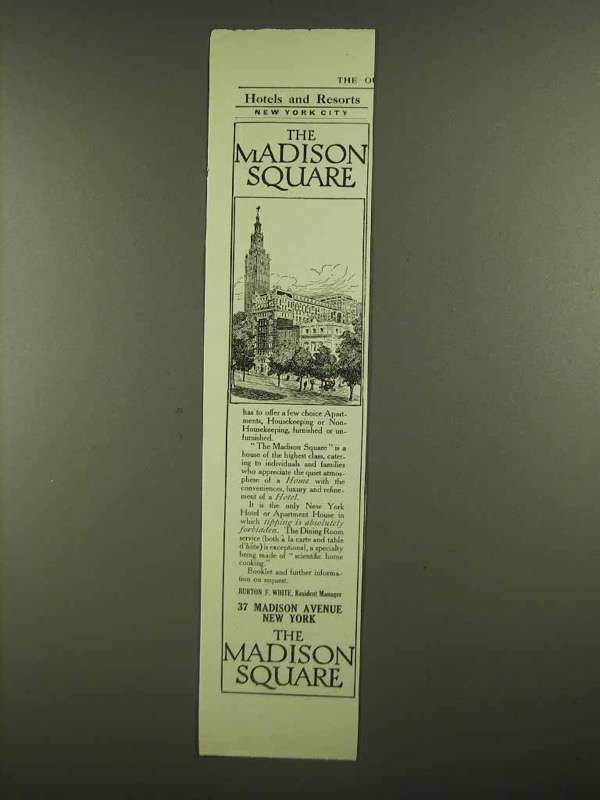 THE OU
Hotels and Resorts
NEW YORK CITY
THE
MADISON
SQUARE
has to offer a few choice Apart-
ments, Housekeeping or Non-
Housekeeping, furnished or un-
furnished.
"The Madison Square" is a
house of the highest class, cater-
ing to individuals and families
who appreciate the quiet atmos-
phere of a Home with the
conveniences, luxury and refine-
ment of a Hotel.
It is the only New York
Hotel or Apartment House in
which tipping is absolutely
forbidden. The Dining Room
service (both à la carte and table
d'hôte) is exceptional, a specialty
being made of "scientific home
cooking."
Booklet and further informa-
tion on request.
BURTON F. WHITE, Resident Manager
37 MADISON AVENUE
NEW YORK
THE
MADISON
SQUARE